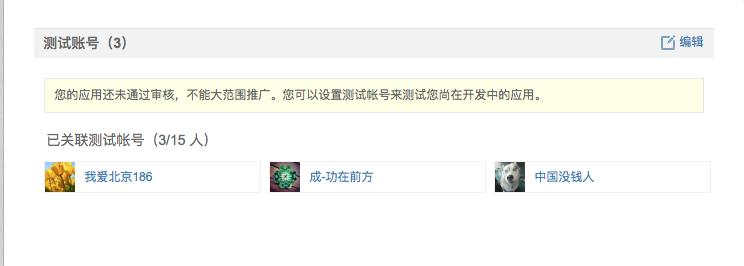 测试账号（3） 编辑
您的应用还未通过审核，不能大范围推广。您可以设置测试帐号来测试您尚在开发中的应用。
已关联测试帐号（3/15 人）
我爱北京186 成-功在前方 中国没钱人